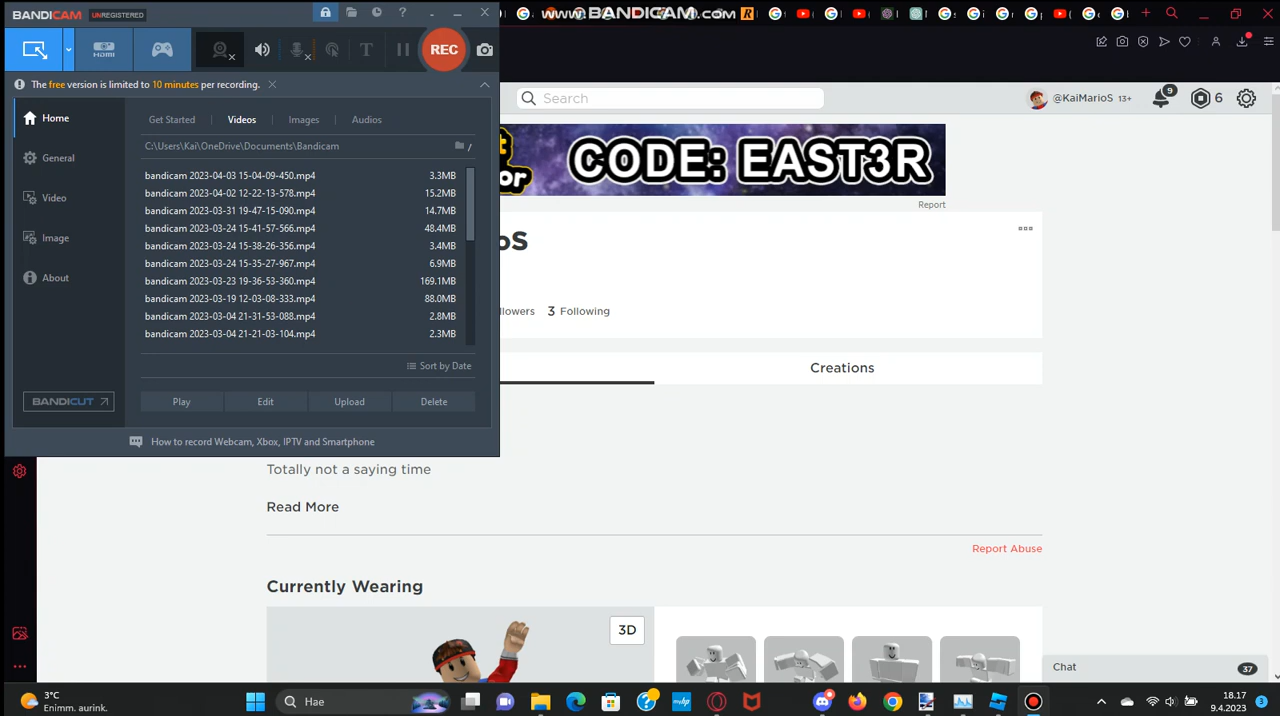 BANDICAM UNREGISTERED
www.BANDICAM.com
HDMI
REC
The free version is limited to 10 minutes per recording.
Home
General
Video
Image
About
BANDICUT
Get Started Videos Images Audios
C:\Users\Kai\OneDrive\Documents\Bandicam
bandicam 2023-04-03 15-04-09-450.mp4 3.3MB
bandicam 2023-04-02 12-22-13-578.mp4 15.2MB
bandicam 2023-03-31 19-47-15-090.mp4 14.7MB
bandicam 2023-03-24 15-41-57-566.mp4 48.4MB
bandicam 2023-03-24 15-38-26-356.mp4 3.4MB
bandicam 2023-03-24 15-35-27-967.mp4 6.9MB
bandicam 2023-03-23 19-36-53-360.mp4 169.1MB
bandicam 2023-03-19 12-03-08-333.mp4 88.0MB
bandicam 2023-03-04 21-31-53-088.mp4 2.8MB
bandicam 2023-03-04 21-21-03-104.mp4 2.3MB
Sort by Date
Play Edit Upload Delete
How to record Webcam, Xbox, IPTV and Smartphone
Search
@KaiMarioS 13+
9
6
CODE: EAST3R
Report
oS
llowers 3 Following
Creations
Totally not a saying time
Read More
Report Abuse
Currently Wearing
3D
Chat 37
3°C
Enimm. aurink.
Hae
18.17
9.4.2023
3